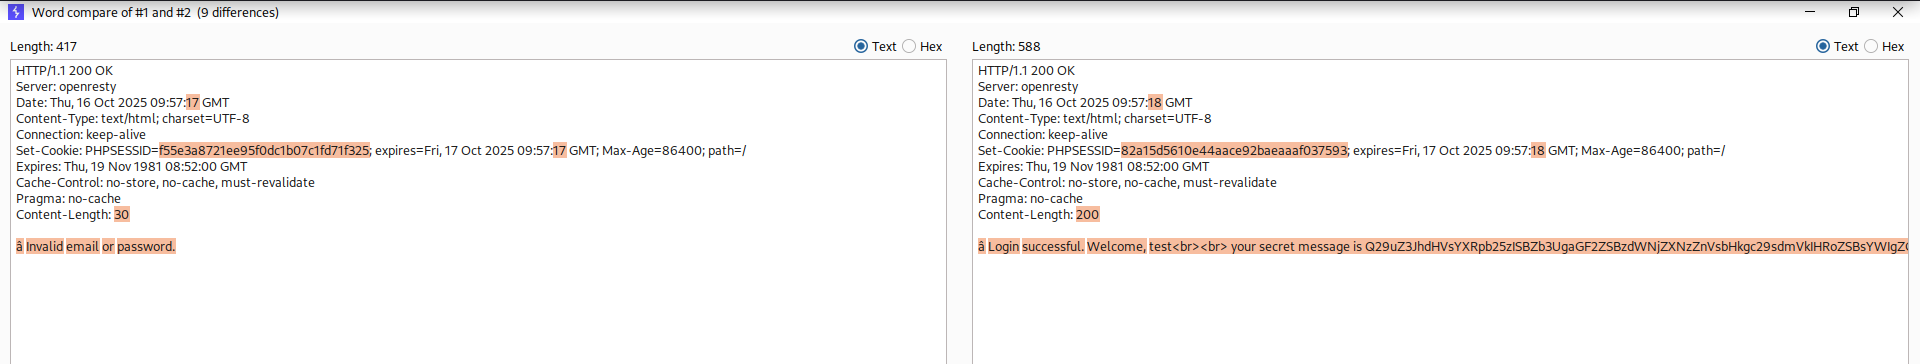 Word compare of #1 and #2 (9 differences)
Length: 417
Text
Hex
HTTP/1.1 200 OK
Server: openresty
Date: Thu, 16 Oct 2025 09:57:17 GMT
Content-Type: text/html; charset=UTF-8
Connection: keep-alive
Set-Cookie: PHPSESSID=f55e3a8721ee95f0dc1b07c1fd71f325; expires=Fri, 17 Oct 2025 09:57:17 GMT; Max-Age=86400; path=/
Expires: Thu, 19 Nov 1981 08:52:00 GMT
Cache-Control: no-store, no-cache, must-revalidate
Pragma: no-cache
Content-Length: 30
â Invalid email or password.
Length: 588
Text
Hex
HTTP/1.1 200 OK
Server: openresty
Date: Thu, 16 Oct 2025 09:57:18 GMT
Content-Type: text/html; charset=UTF-8
Connection: keep-alive
Set-Cookie: PHPSESSID=82a15d5610e44aace92baeaaaf037593; expires=Fri, 17 Oct 2025 09:57:18 GMT; Max-Age=86400; path=/
Expires: Thu, 19 Nov 1981 08:52:00 GMT
Cache-Control: no-store, no-cache, must-revalidate
Pragma: no-cache
Content-Length: 200
â Login successful. Welcome, test<br><br> your secret message is